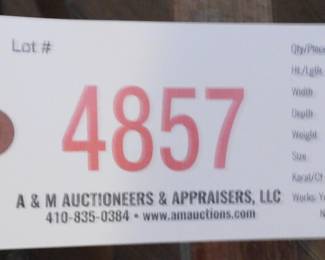 Lot #
4857
A & M AUCTIONEERS & APPRAISERS, LLC
410-835-0384 • www.amauctions.com
Qty/Piece
Ht./Lgth.
Width
Depth
Weight
Size
Karat/Ct
Works: Y
N